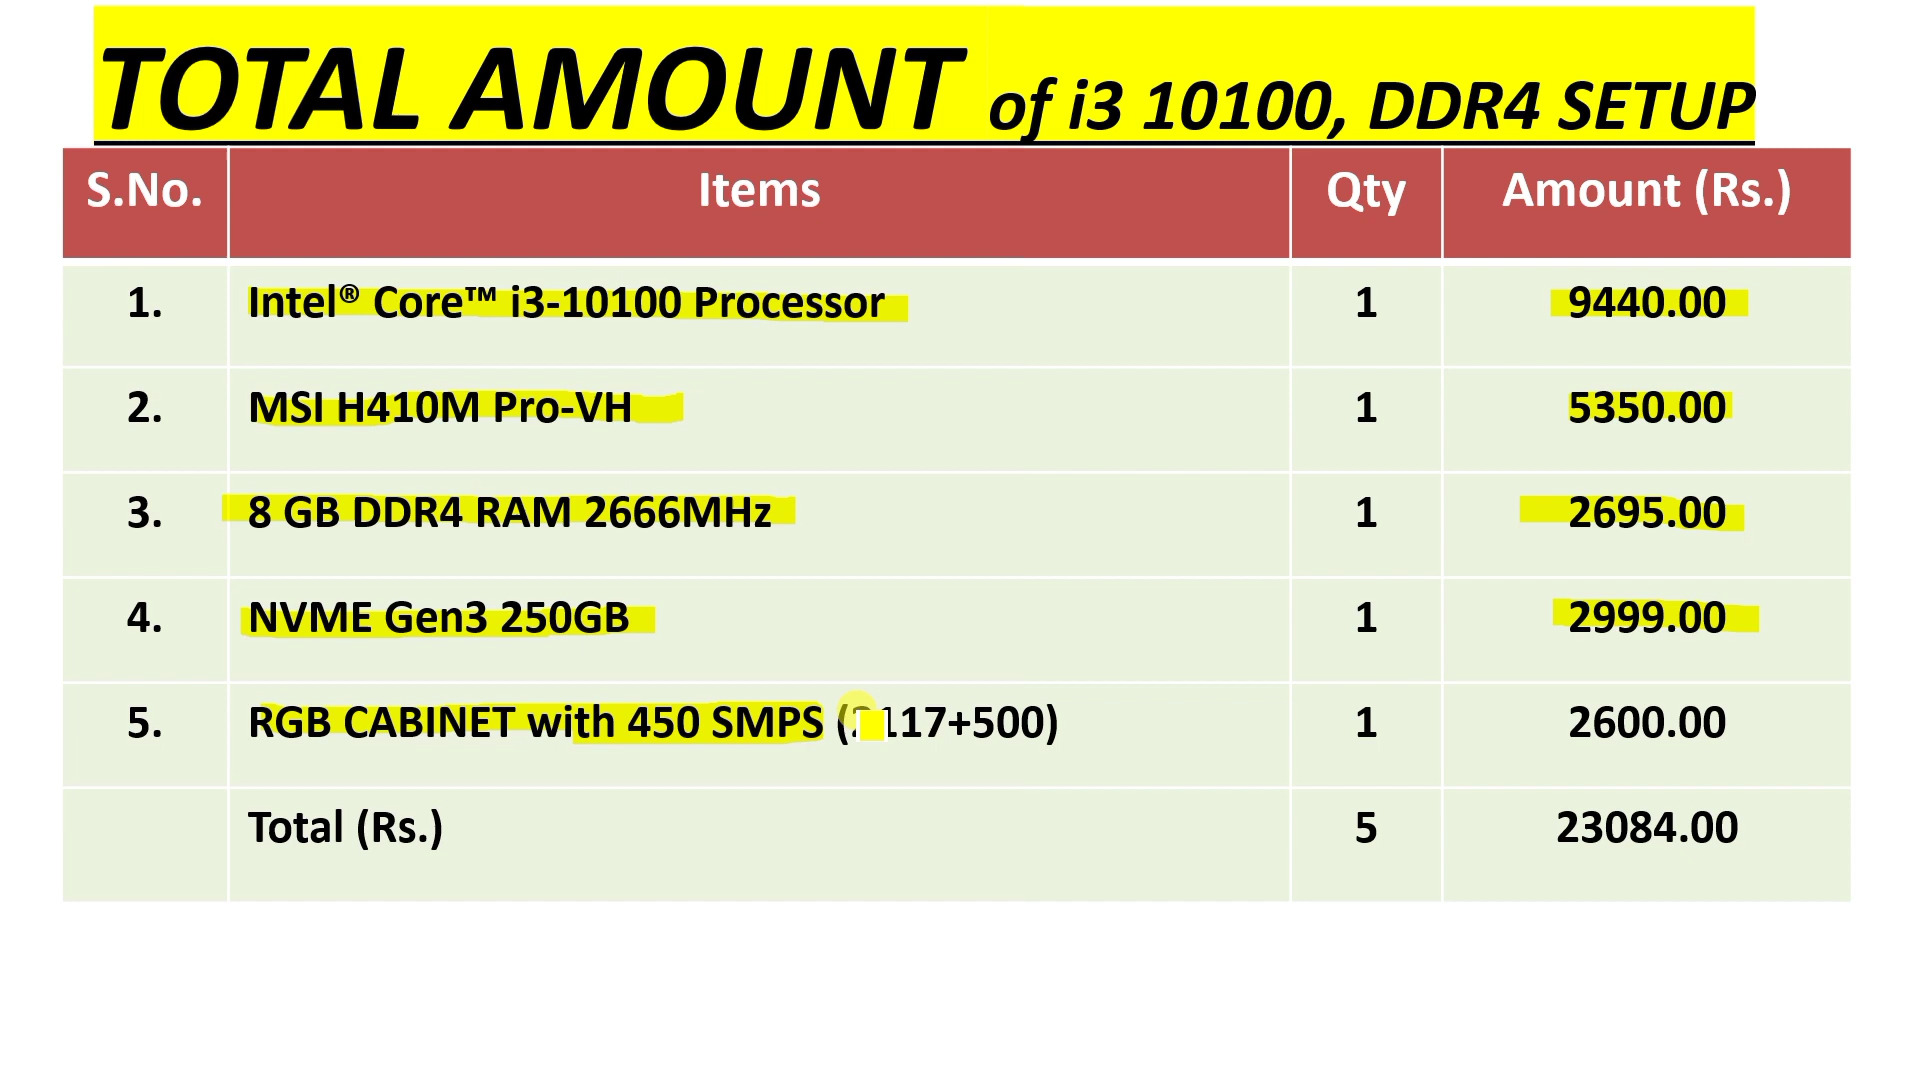 TOTAL AMOUNT of i3 10100, DDR4 SETUP
S.No. Items Qty Amount (Rs.)
1. Intel® Core™ i3-10100 Processor 1 9440.00
2. MSI H410M Pro-VH 1 5350.00
3. 8 GB DDR4 RAM 2666MHz 1 2695.00
4. NVME Gen3 250GB 1 2999.00
5. RGB CABINET with 450 SMPS 1 2600.00
Total (Rs.) 5 23084.00